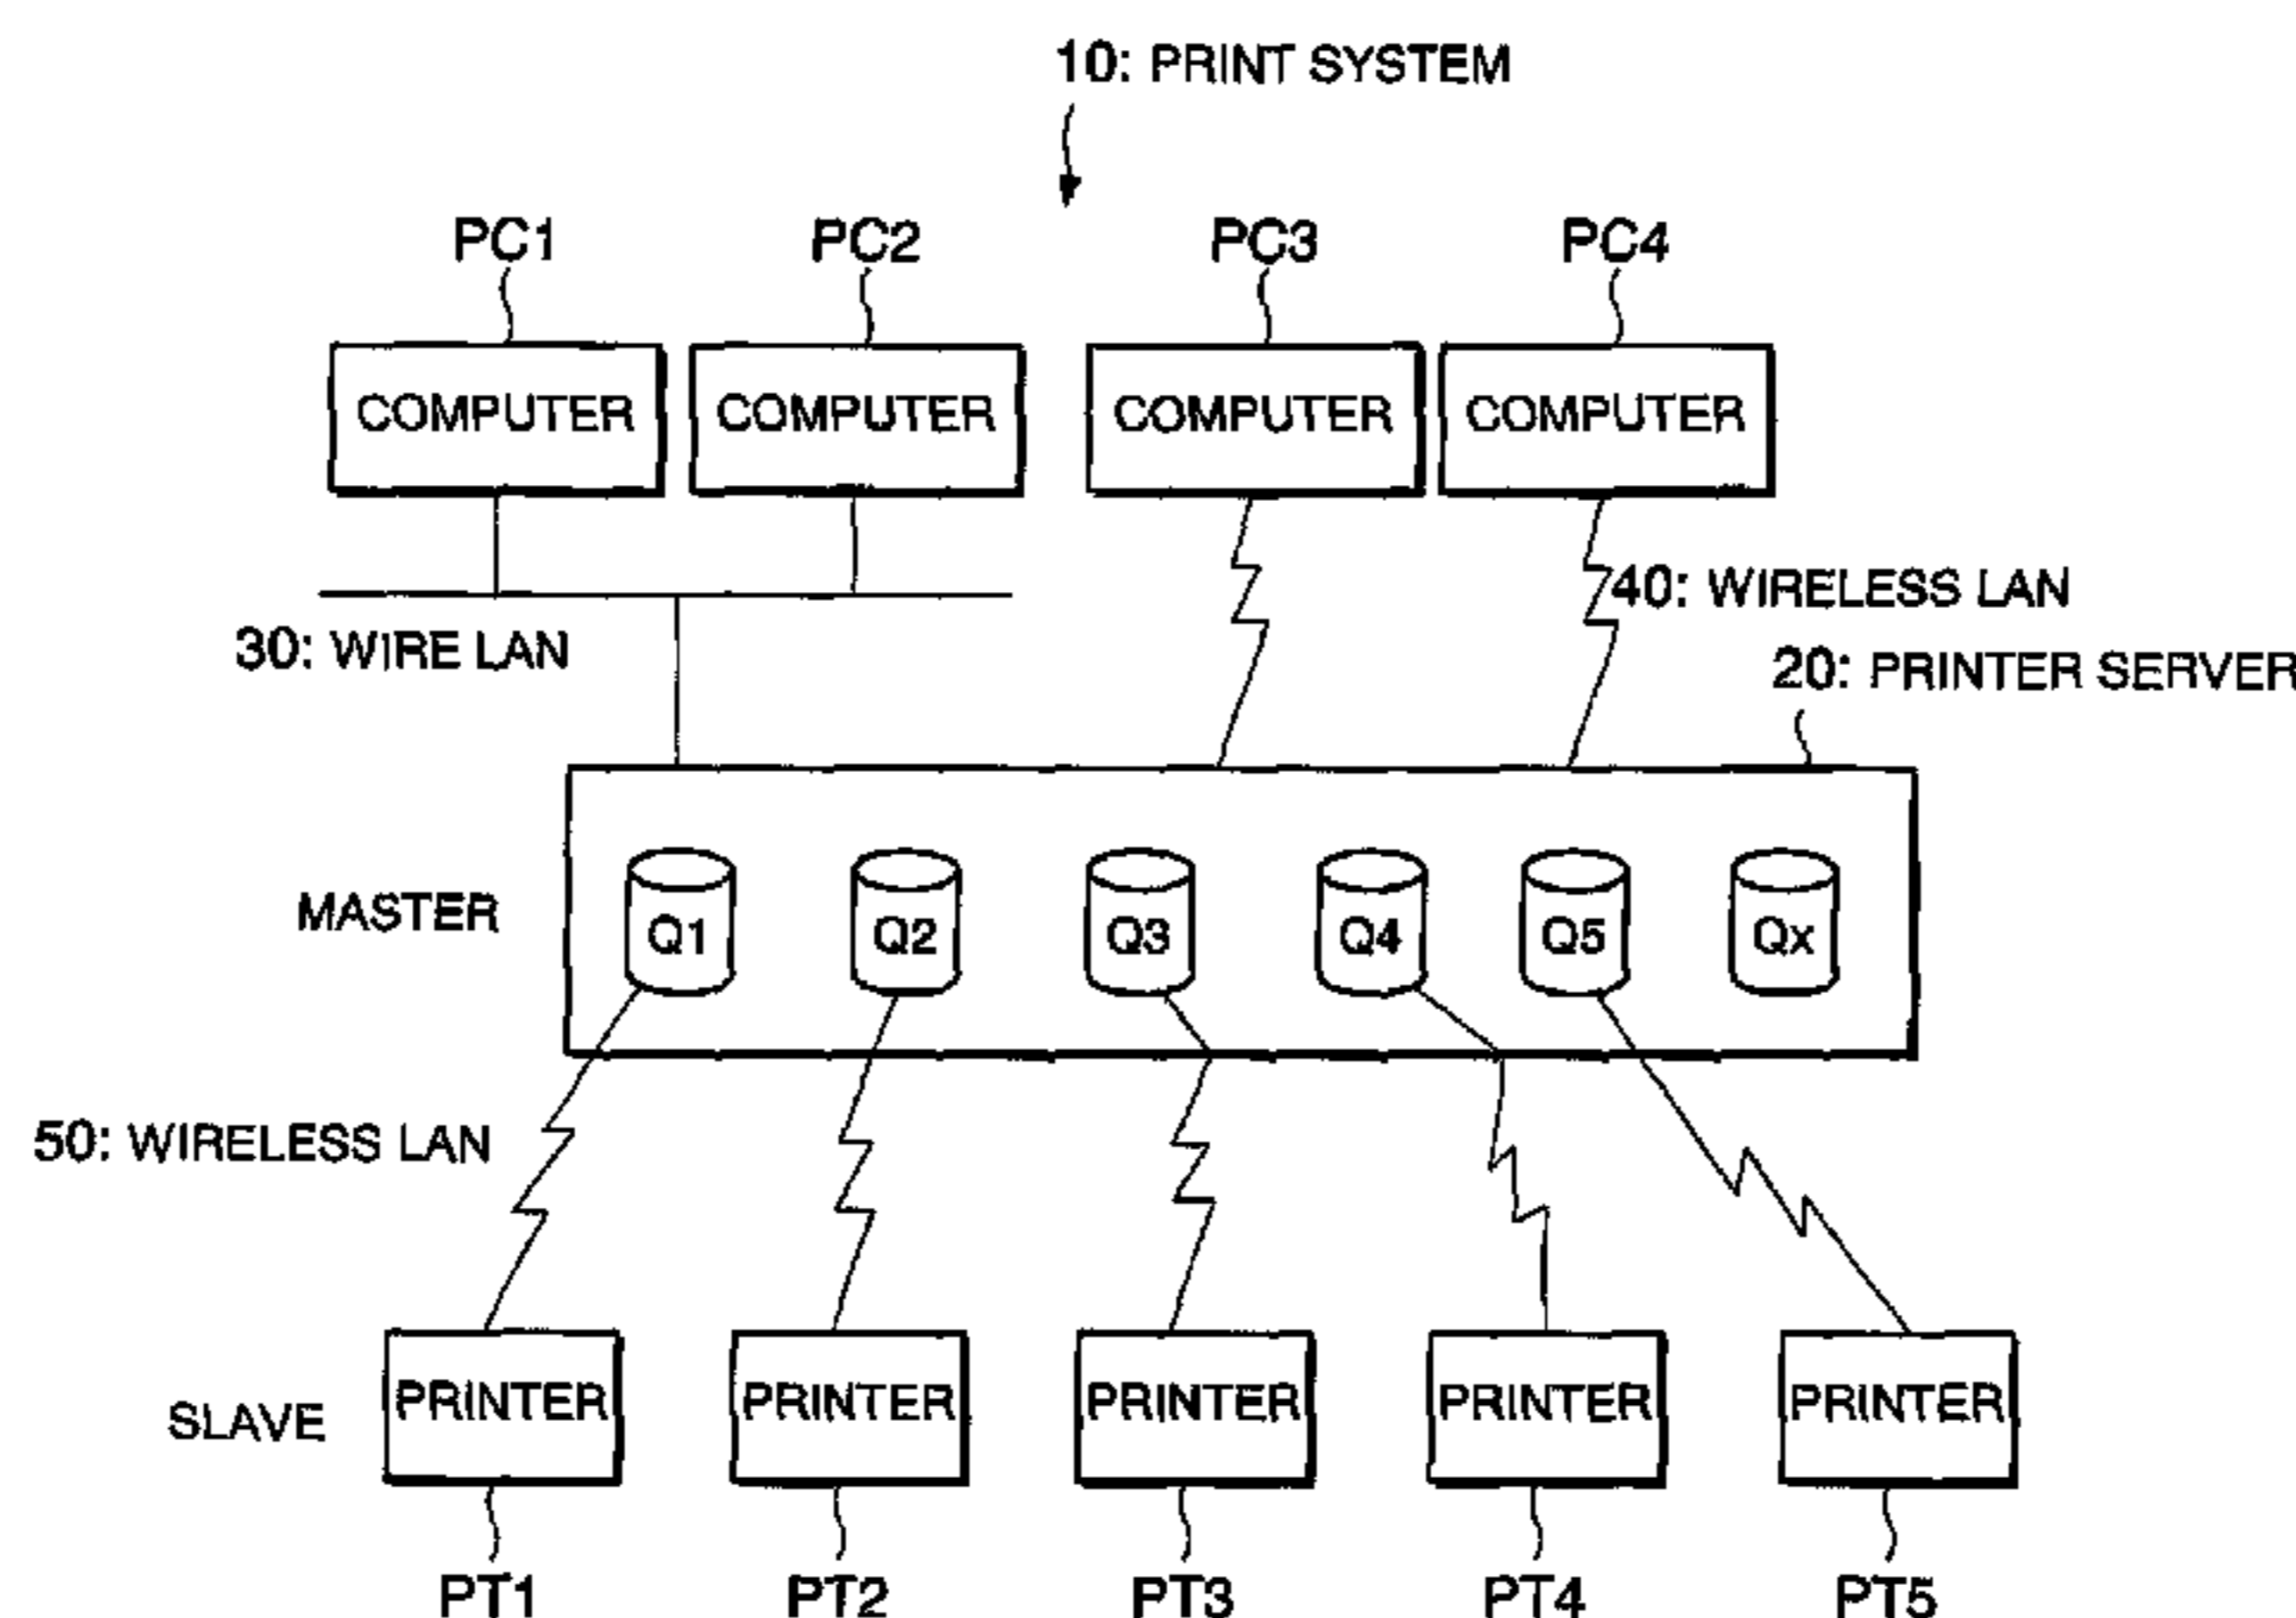 10: PRINT SYSTEM
PC1 PC2 PC3 PC4
COMPUTER COMPUTER COMPUTER COMPUTER
40: WIRELESS LAN
30: WIRE LAN
20: PRINTER SERVER
MASTER Q1 Q2 Q3 Q4 Q5 Qx
50: WIRELESS LAN
SLAVE PRINTER PRINTER PRINTER PRINTER PRINTER
PT1 PT2 PT3 PT4 PT5